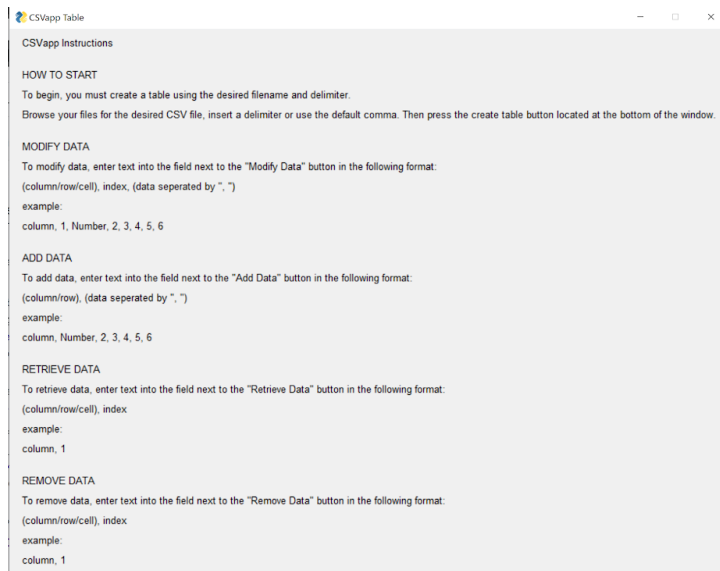 CSVapp Table
CSVapp Instructions
HOW TO START
To begin, you must create a table using the desired filename and delimiter.
Browse your files for the desired CSV file, insert a delimiter or use the default comma. Then press the create table button located at the bottom of the window.
MODIFY DATA
To modify data, enter text into the field next to the "Modify Data" button in the following format:
(column/row/cell), index, (data seperated by ", ")
example:
column, 1, Number, 2, 3, 4, 5, 6
ADD DATA
To add data, enter text into the field next to the "Add Data" button in the following format:
(column/row), (data seperated by ", ")
example:
column, Number, 2, 3, 4, 5, 6
RETRIEVE DATA
To retrieve data, enter text into the field next to the "Retrieve Data" button in the following format:
(column/row/cell), index
example:
column, 1
REMOVE DATA
To remove data, enter text into the field next to the "Remove Data" button in the following format:
(column/row/cell), index
example:
column, 1